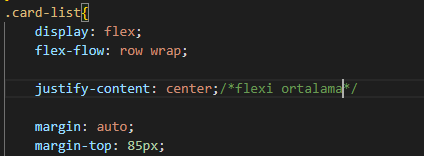 .card-list{
display: flex;
flex-flow: row wrap;
justify-content: center;/*flexi ortalama*/
margin: auto;
margin-top: 85px;